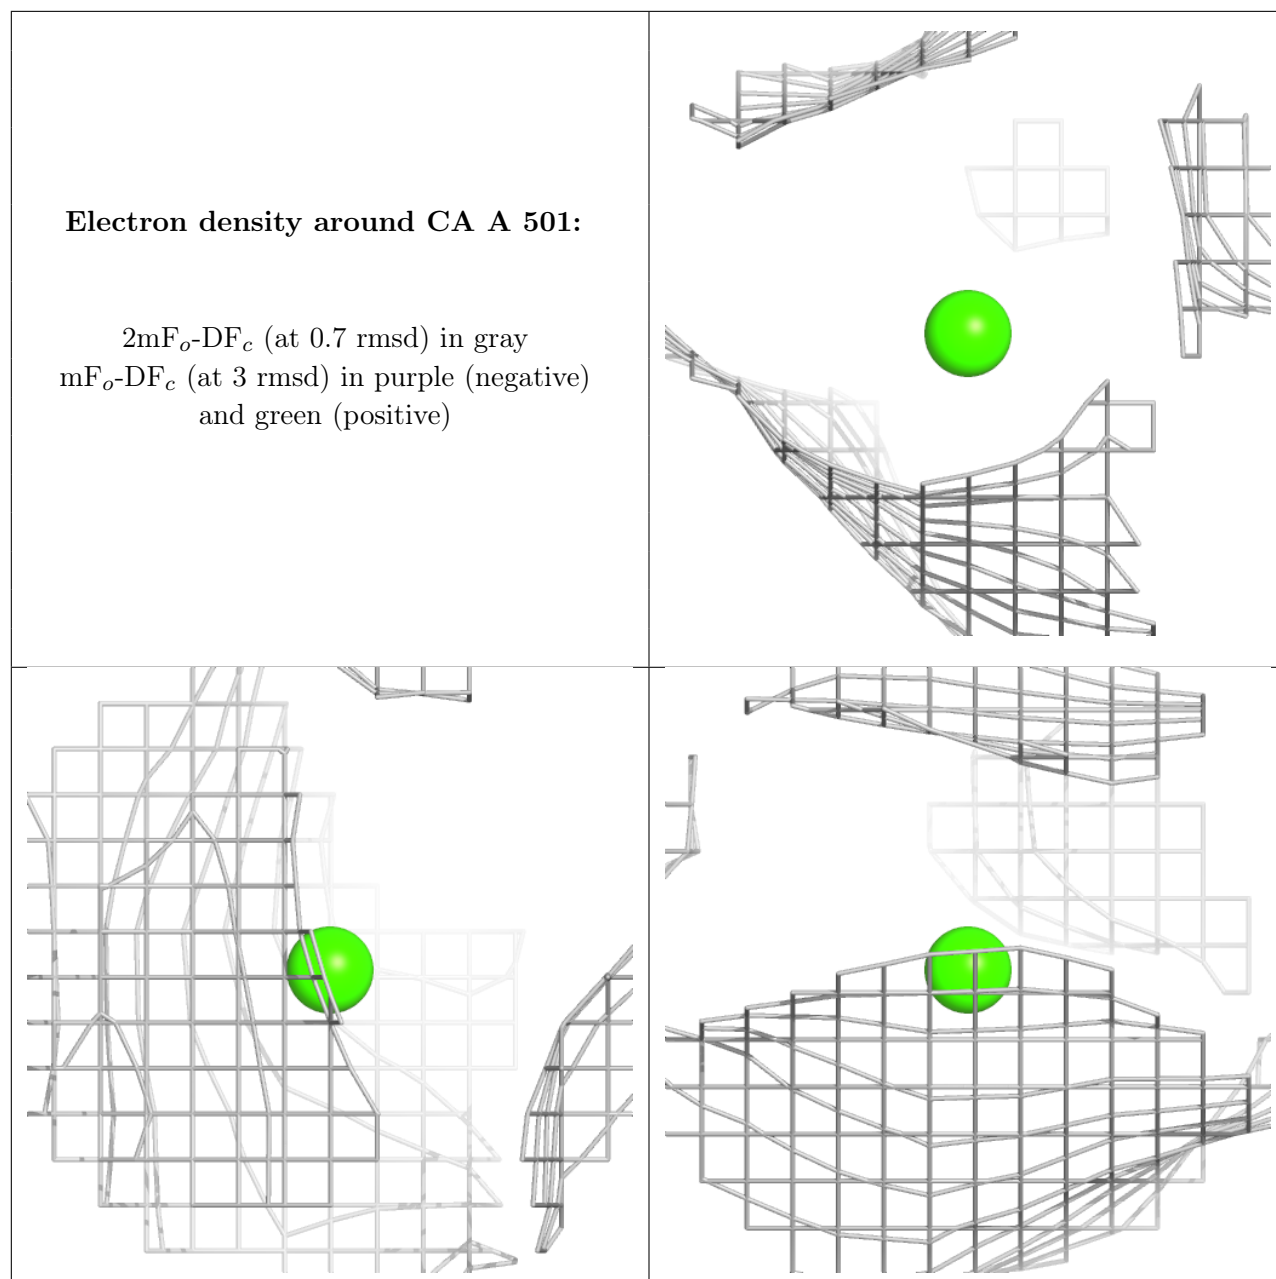 Electron density around CA A 501:
2mFo-DFc (at 0.7 rmsd) in gray
mFo-DFc (at 3 rmsd) in purple (negative)
and green (positive)